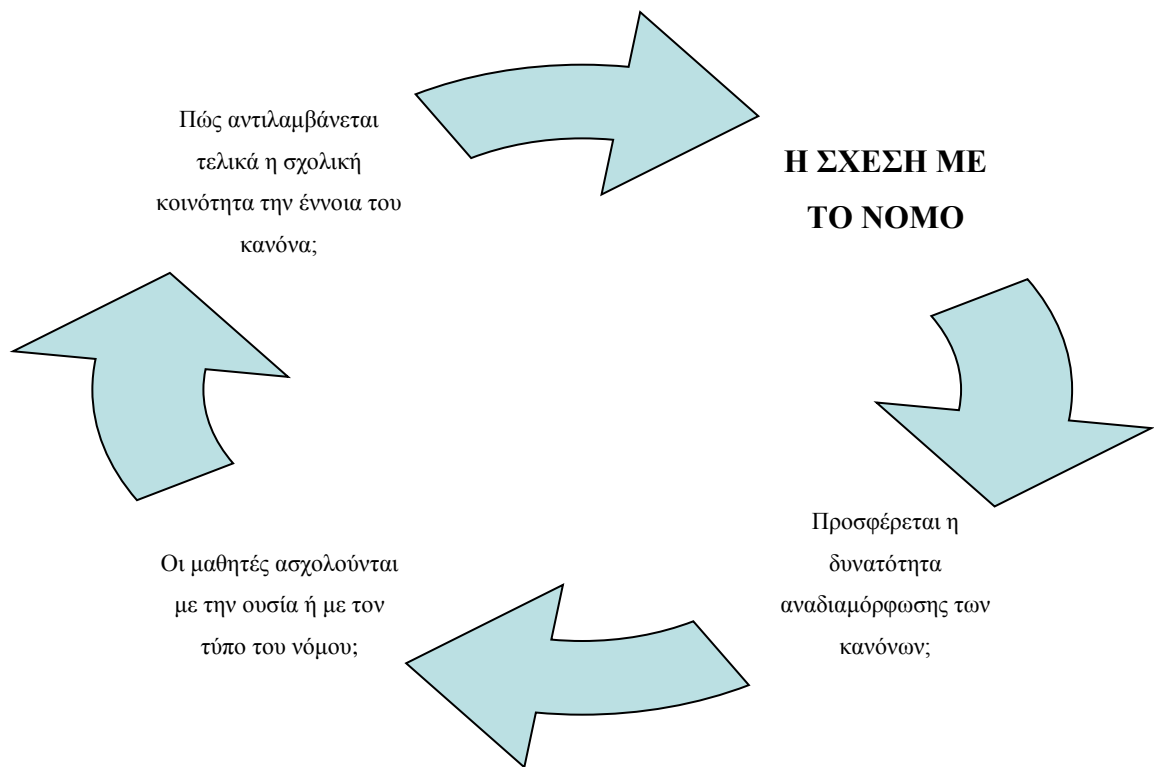 Πώς αντιλαμβάνεται
τελικά η σχολική
κοινότητα την έννοια του
κανόνα;
Η ΣΧΕΣΗ ΜΕ
ΤΟ ΝΟΜΟ
Προσφέρεται η
δυνατότητα
αναδιαμόρφωσης των
κανόνων;
Οι μαθητές ασχολούνται
με την ουσία ή με τον
τύπο του νόμου;